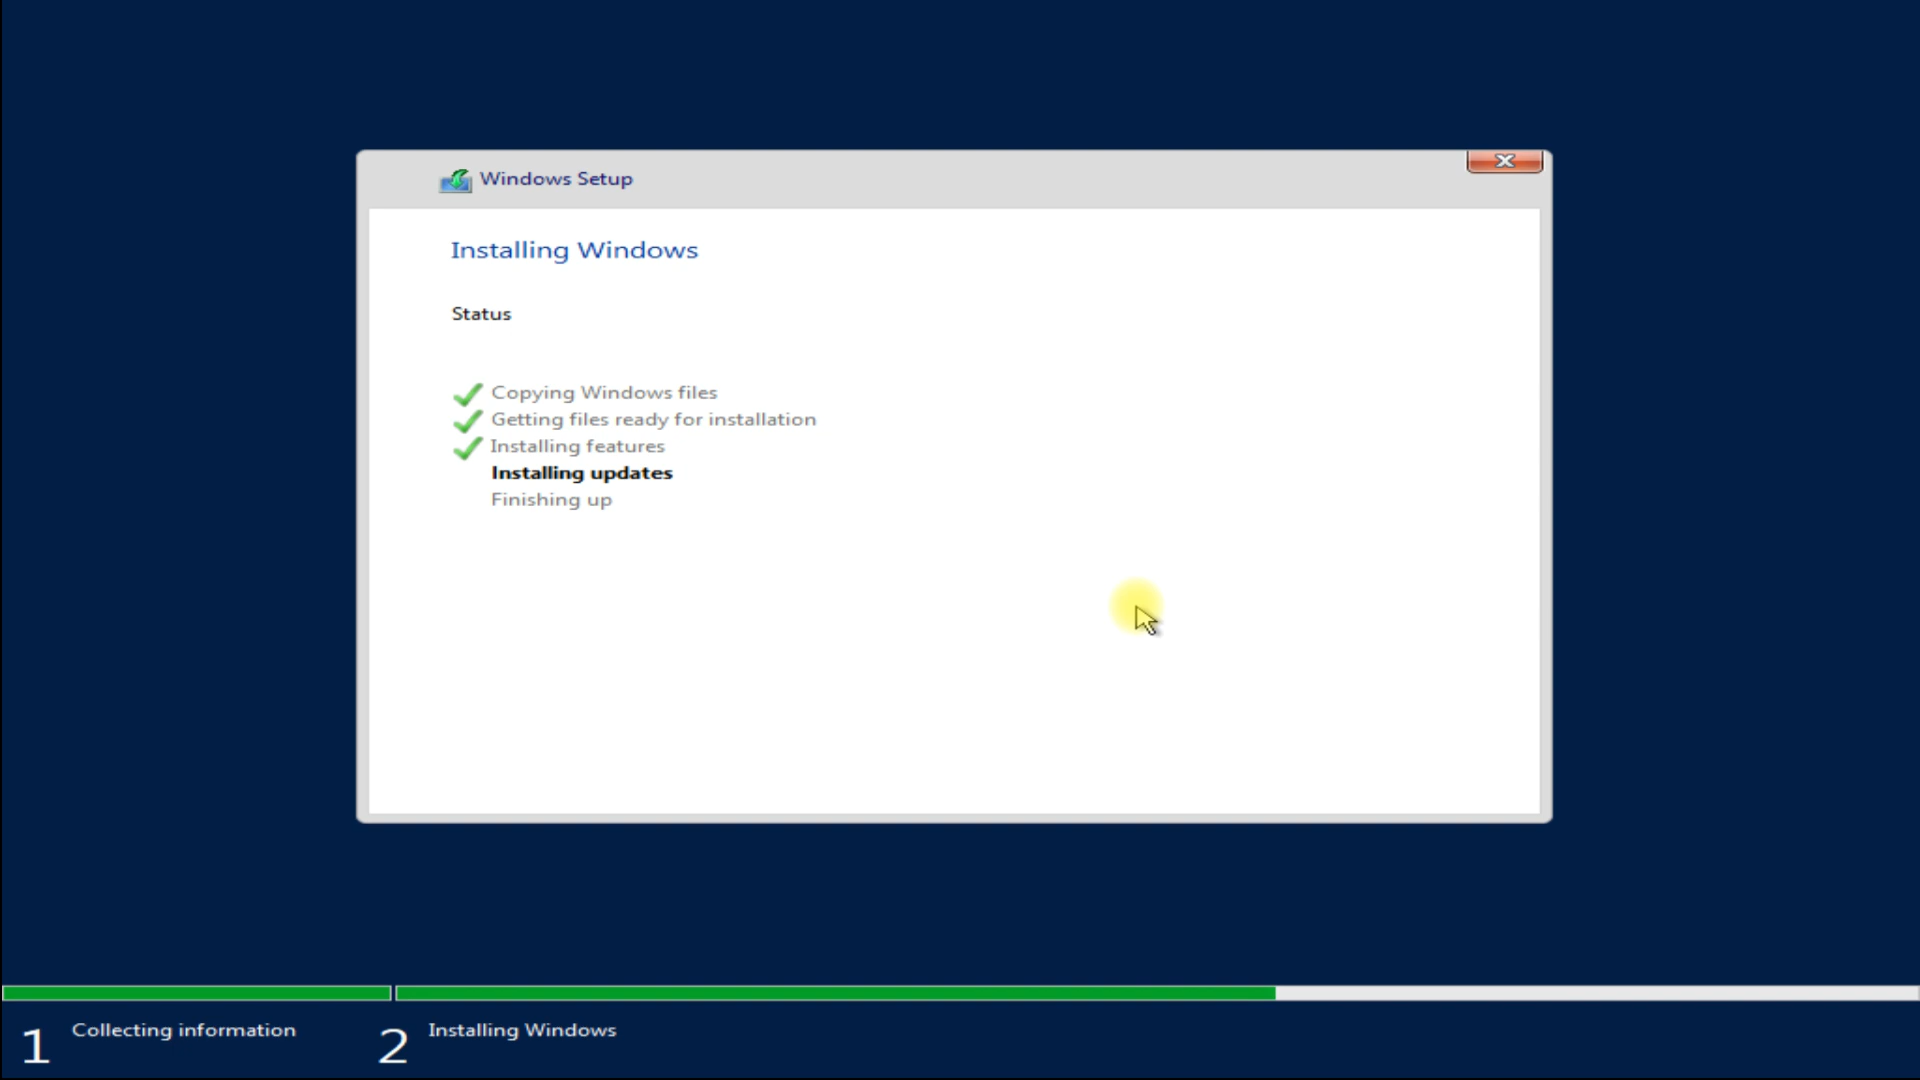 Windows Setup
Installing Windows
Status
Copying Windows files
Getting files ready for installation
Installing features
Installing updates
Finishing up
1 Collecting information
2 Installing Windows